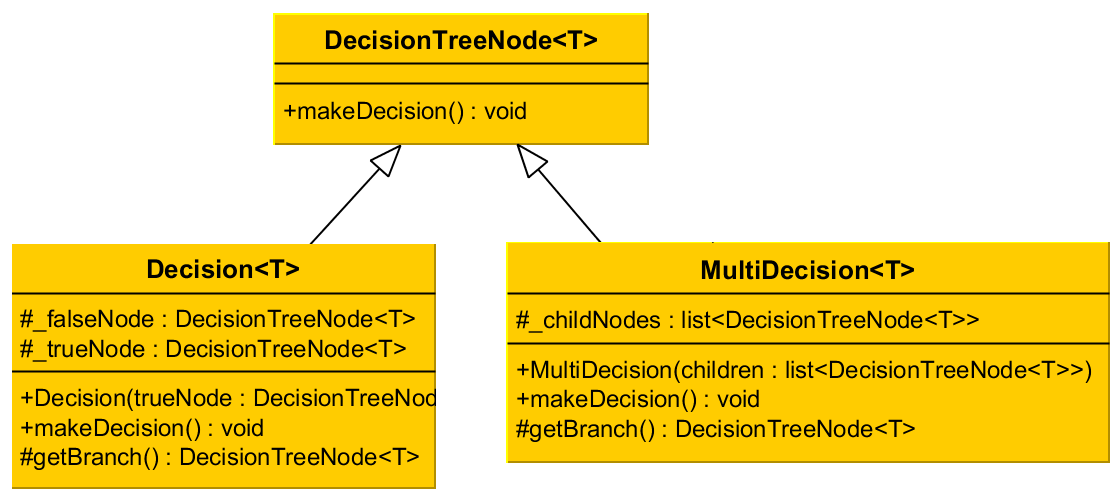 DecisionTreeNode<T>
+makeDecision() : void
Decision<T>
#_falseNode : DecisionTreeNode<T>
#_trueNode : DecisionTreeNode<T>
+Decision(trueNode : DecisionTreeNod
+makeDecision() : void
#getBranch() : DecisionTreeNode<T>
MultiDecision<T>
#_childNodes : list<DecisionTreeNode<T>>
+MultiDecision(children : list<DecisionTreeNode<T>>)
+makeDecision() : void
#getBranch() : DecisionTreeNode<T>